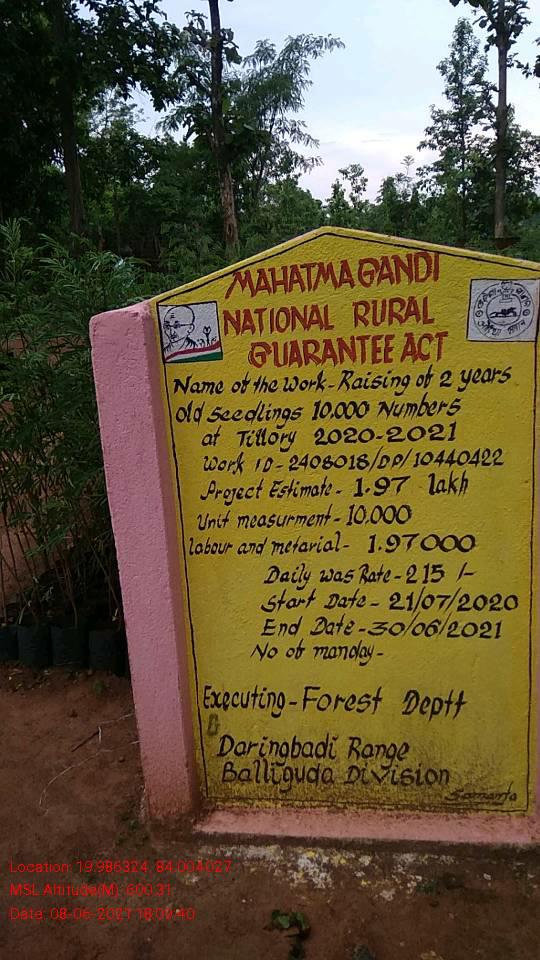 MAHATMA GANDI
NATIONAL RURAL
GUARANTEE ACT
Name of the Work - Raising of 2 years
old seedlings 10.000 Numbers
at Tillory 2020-2021
Work ID - 2408018/DP/10440422
Project Estimate - 1.97 lakh
Unit measurment - 10,000
labour and metarial - 1.97000
Daily was Rate - 215 /-
Start Date - 21/07/2020
End Date - 30/06/2021
No of manday -
Executing - Forest Deptt
Daringbadi Range
Balliguda Division
Samanta
Location: 19.986324, 84.004027
MSL Altitude(M): 600.31
Date: 08-06-2021 18:09:40